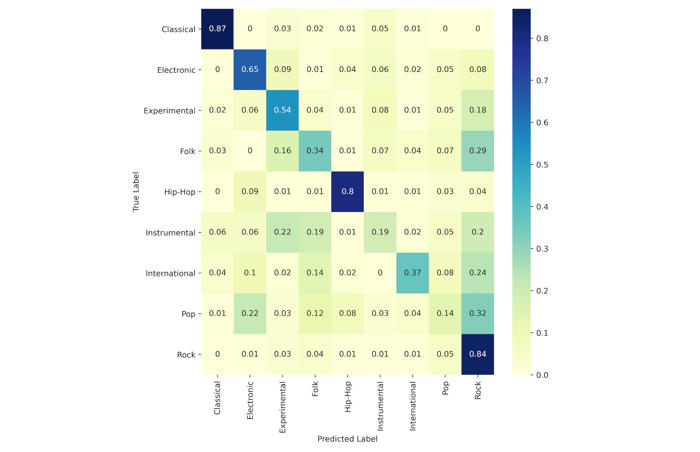 Classical 0.87 0 0.03 0.02 0.01 0.05 0.01 0 0
Electronic 0 0.65 0.09 0.01 0.04 0.06 0.02 0.05 0.08
Experimental 0.02 0.06 0.54 0.04 0.01 0.08 0.01 0.05 0.18
Folk 0.03 0 0.16 0.34 0.01 0.07 0.04 0.07 0.29
Hip-Hop 0 0.09 0.01 0.01 0.8 0.01 0.01 0.03 0.04
Instrumental 0.06 0.06 0.22 0.19 0.01 0.19 0.02 0.05 0.2
International 0.04 0.1 0.02 0.14 0.02 0 0.37 0.08 0.24
Pop 0.01 0.22 0.03 0.12 0.08 0.03 0.04 0.14 0.32
Rock 0 0.01 0.03 0.04 0.01 0.01 0.01 0.05 0.84
True Label
Classical
Electronic
Experimental
Folk
Hip-Hop
Instrumental
International
Pop
Rock
Predicted Label
0.8
0.7
0.6
0.5
0.4
0.3
0.2
0.1
0.0